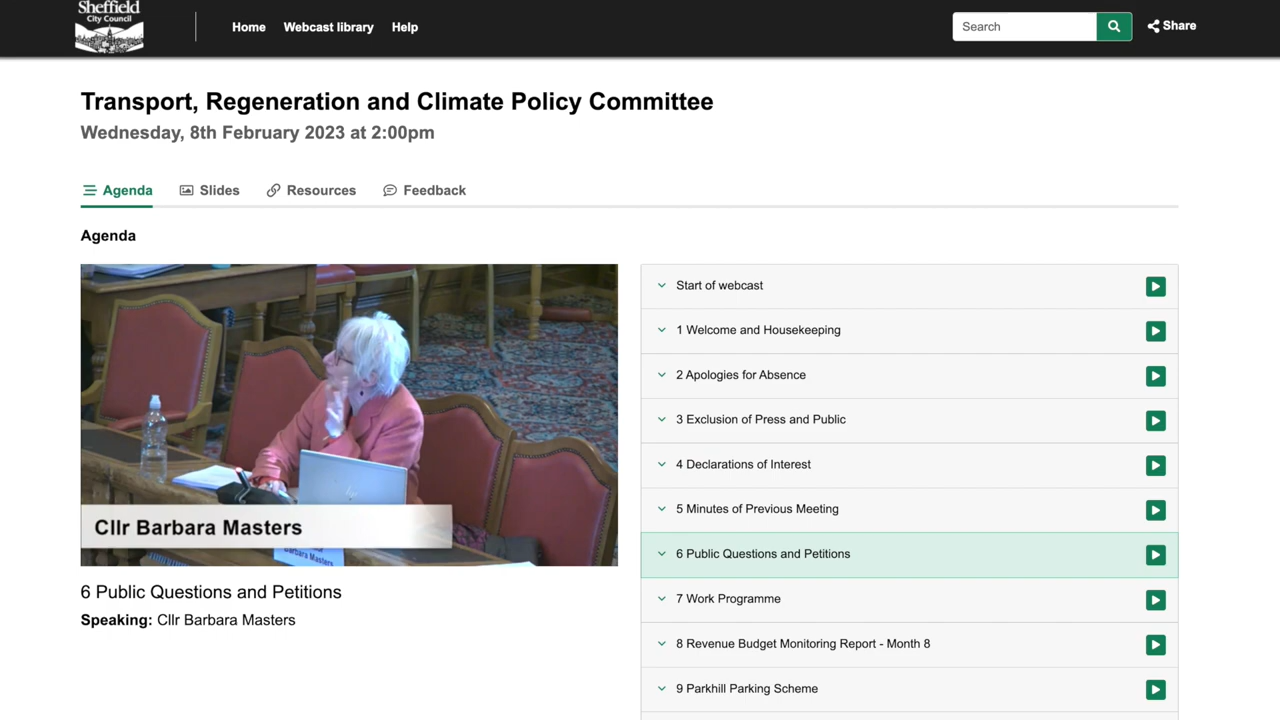 Sheffield
City Council
Home
Webcast library
Help
Search
Share
Transport, Regeneration and Climate Policy Committee
Wednesday, 8th February 2023 at 2:00pm
Agenda
Slides
Resources
Feedback
Agenda
Cllr Barbara Masters
Barbara Masters
6 Public Questions and Petitions
Speaking: Cllr Barbara Masters
Start of webcast
1 Welcome and Housekeeping
2 Apologies for Absence
3 Exclusion of Press and Public
4 Declarations of Interest
5 Minutes of Previous Meeting
6 Public Questions and Petitions
7 Work Programme
8 Revenue Budget Monitoring Report - Month 8
9 Parkhill Parking Scheme